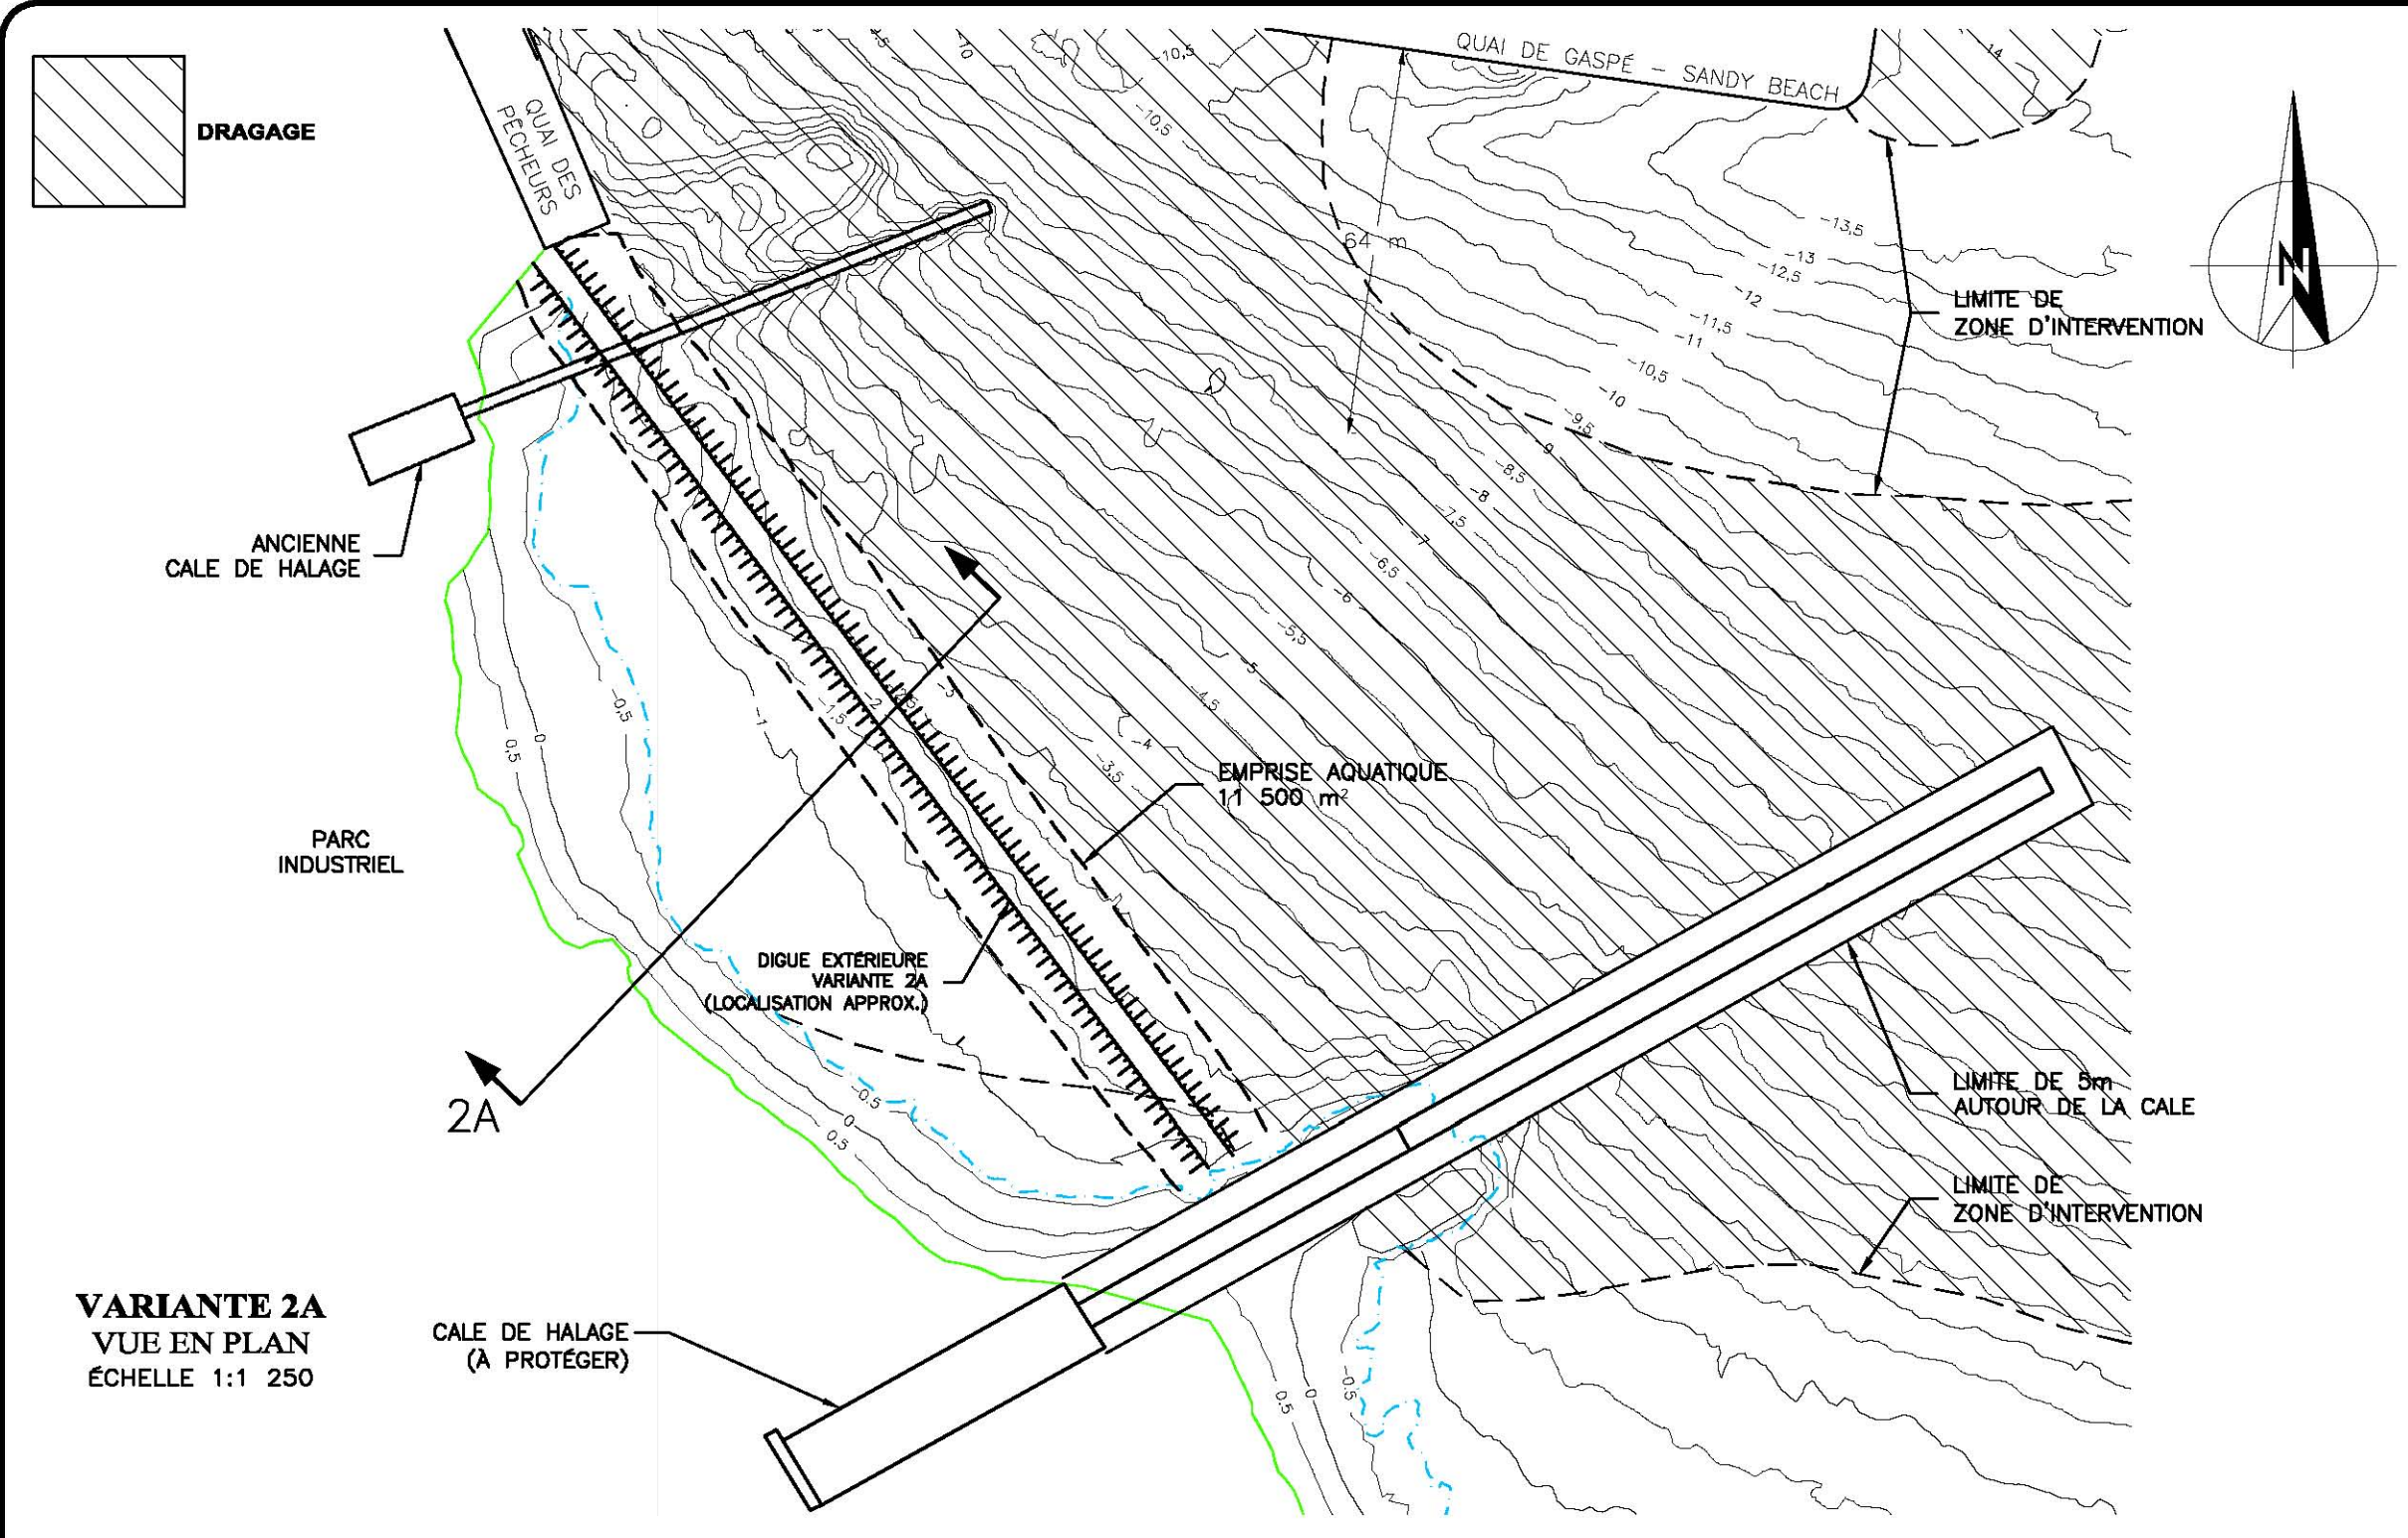 DRAGAGE
QUAI DES
PÊCHEURS
QUAI DE GASPÉ - SANDY BEACH
-10
-10,5
-10,5
14
64 m
-13,5
-13
-12,5
-12
-11,5
-11
-10,5
-10
-9,5
-9
-8,5
-8
-7,5
-7
-6,5
-6
-5,5
-5
-4,5
-4
-3,5
-3
-2
-1,5
-1
-0,5
0
0,5
N
LIMITE DE
ZONE D'INTERVENTION
ANCIENNE
CALE DE HALAGE
EMPRISE AQUATIQUE
11 500 m²
PARC
INDUSTRIEL
DIGUE EXTÉRIEURE
VARIANTE 2A
(LOCALISATION APPROX.)
2A
-0.5
0
0.5
LIMITE DE 5m
AUTOUR DE LA CALE
LIMITE DE
ZONE D'INTERVENTION
VARIANTE 2A
VUE EN PLAN
ÉCHELLE 1:1 250
CALE DE HALAGE
(À PROTÉGER)
0.5
0
-0.5